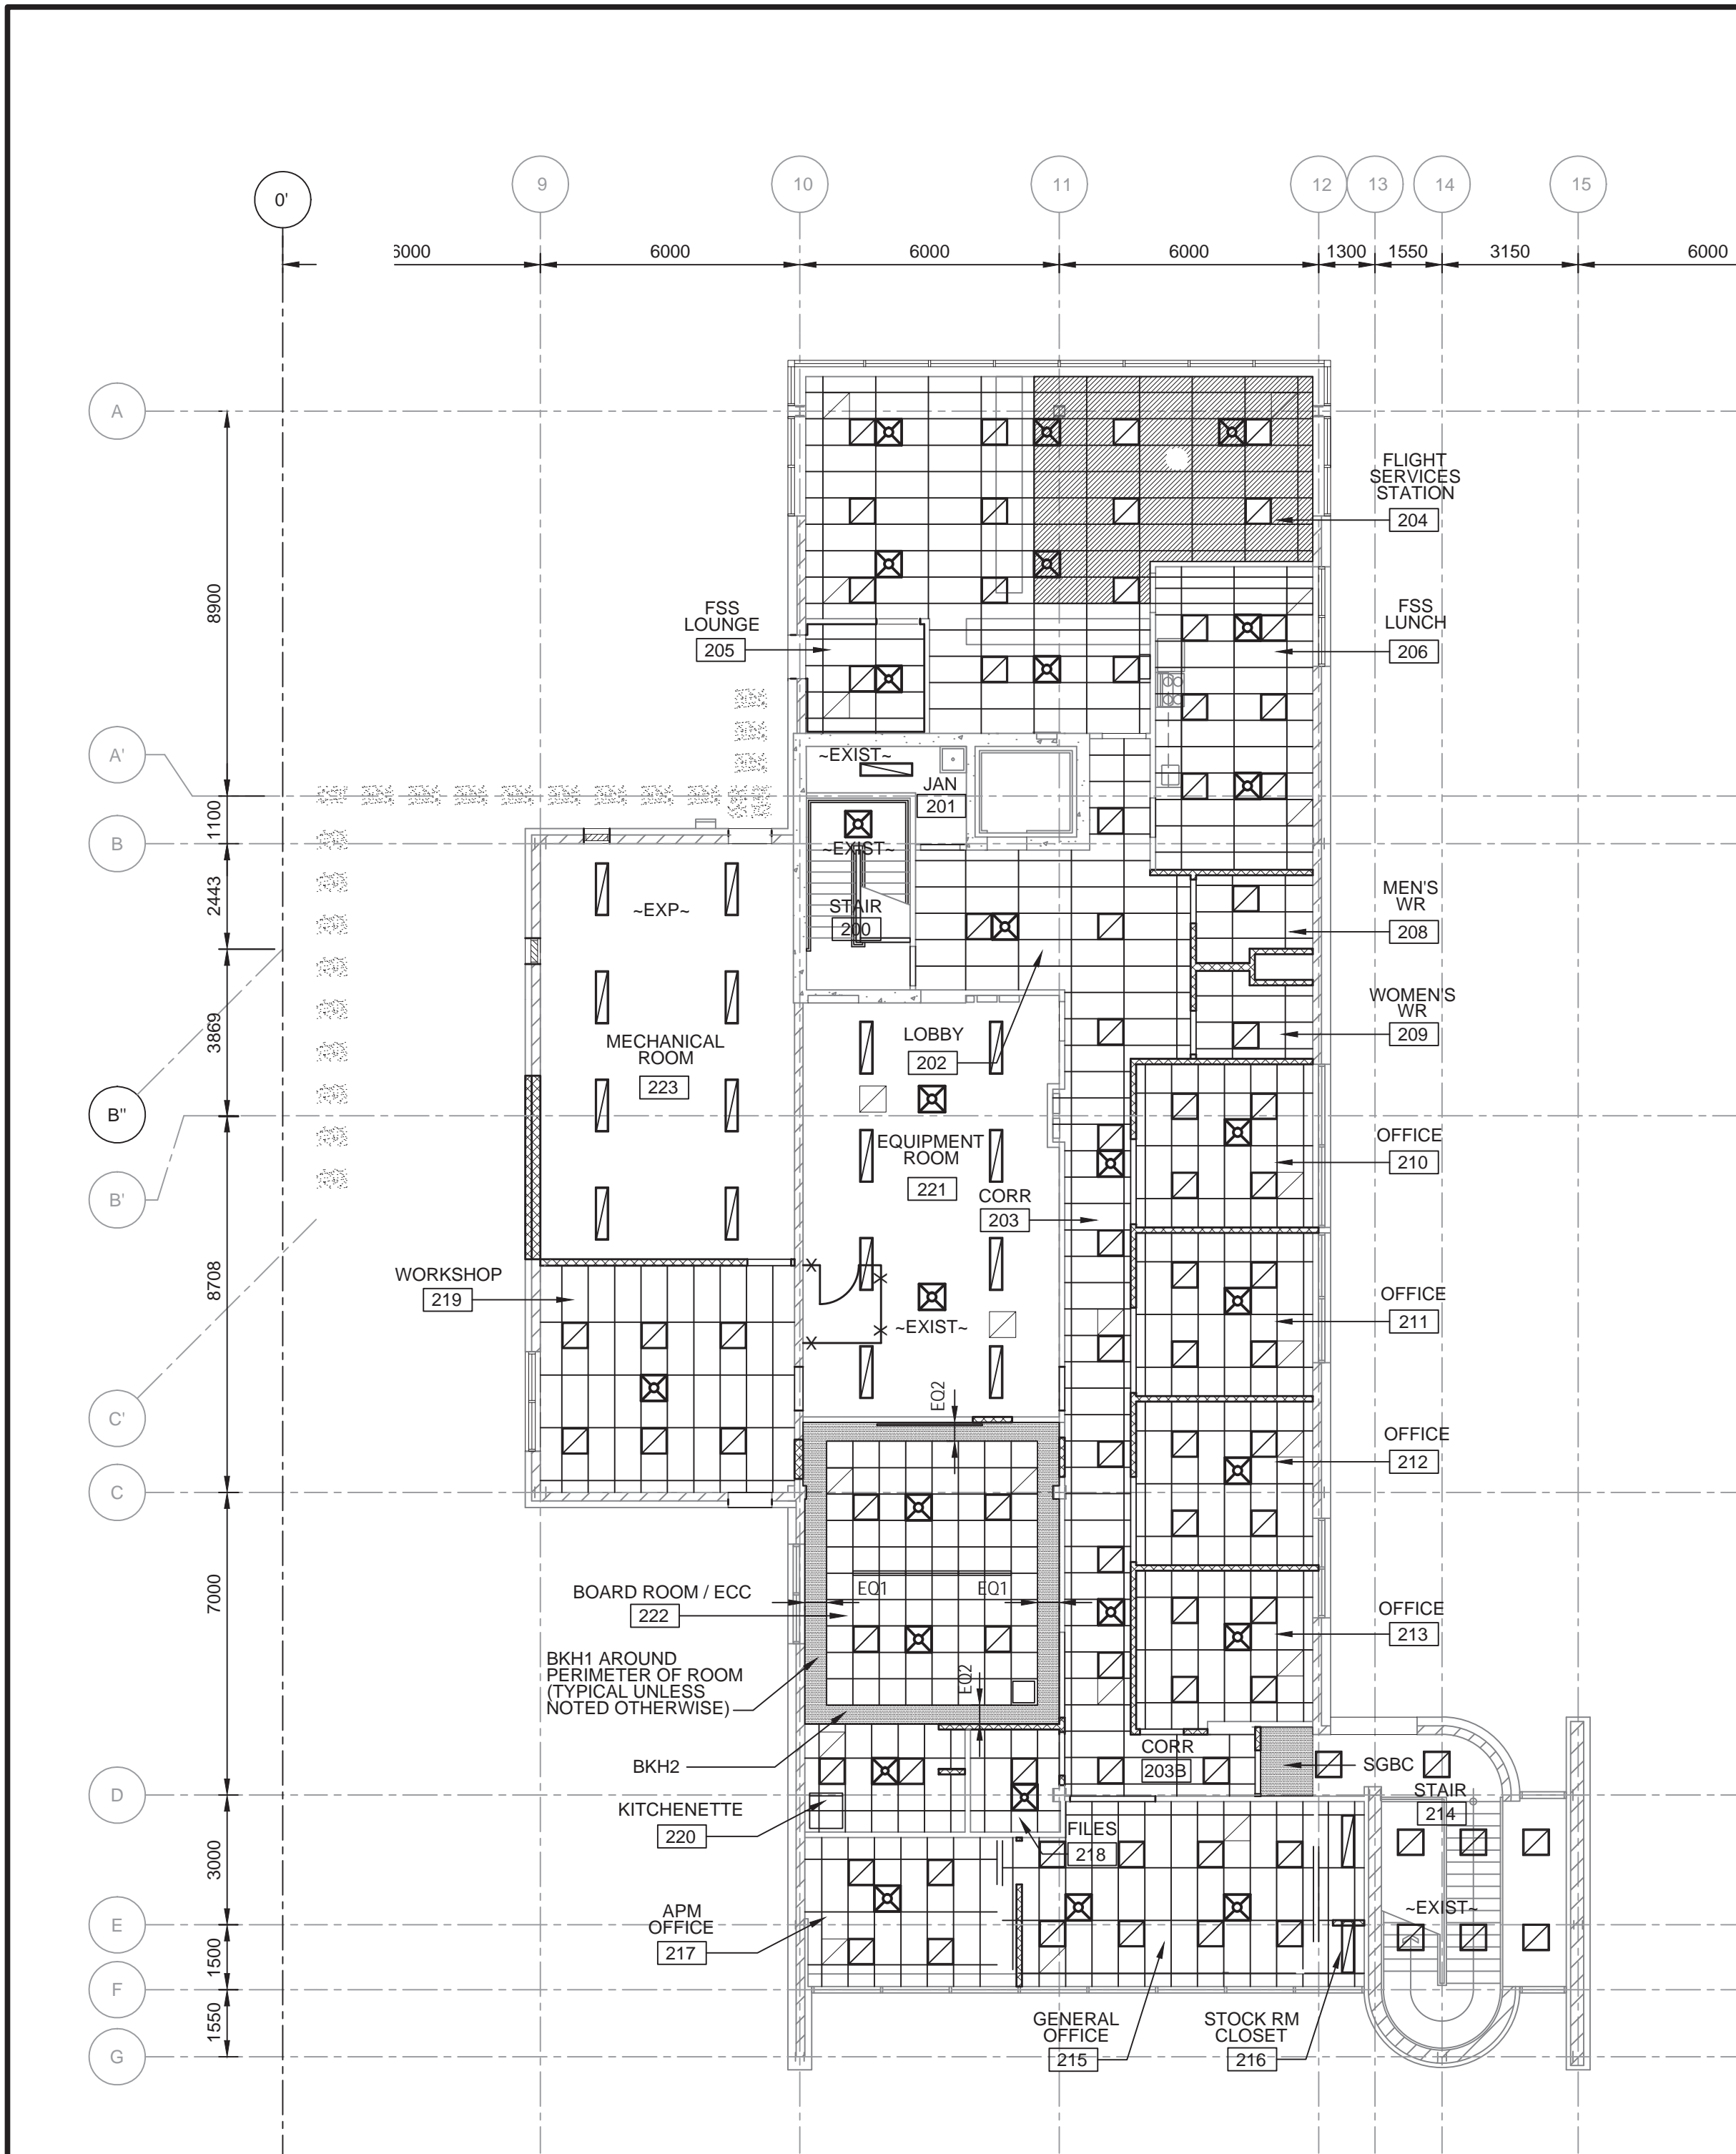 0'
9
10
11
12
13
14
15
6000
6000
6000
1300
1550
3150
6000
A
A'
B
B"
B'
C'
C
D
E
F
G
8900
1100
2443
3869
8708
7000
3000
1500
1550
FLIGHT
SERVICES
STATION
204
FSS
LOUNGE
205
FSS
LUNCH
206
~EXIST~
JAN
201
~EXIST~
STAIR
200
~EXP~
MEN'S
WR
208
WOMEN'S
WR
209
LOBBY
202
MECHANICAL
ROOM
223
EQUIPMENT
ROOM
221
CORR
203
OFFICE
210
WORKSHOP
219
~EXIST~
OFFICE
211
EQ2
OFFICE
212
BOARD ROOM / ECC
222
EQ1
EQ1
OFFICE
213
BKH1 AROUND
PERIMETER OF ROOM
(TYPICAL UNLESS
NOTED OTHERWISE)
EQ2
BKH2
CORR
203B
SGBC
STAIR
214
KITCHENETTE
220
FILES
218
APM
OFFICE
217
~EXIST~
GENERAL
OFFICE
215
STOCK RM
CLOSET
216